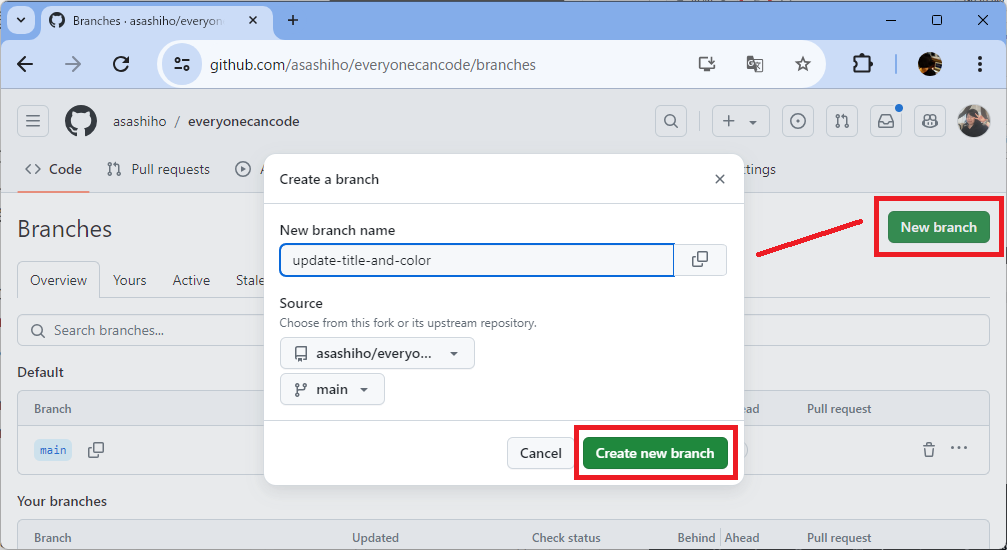 Branches · asashiho/everyon
github.com/asashiho/everyonecancode/branches
asashiho / everyonecancode
Code
Pull requests
A
ttings
Create a branch
Branches
New branch
New branch name
update-title-and-color
Overview
Yours
Active
Stale
Source
Choose from this fork or its upstream repository.
Search branches...
asashiho/everyo...
main
Default
Branch
ead
Pull request
main
Cancel
Create new branch
Your branches
Branch
Updated
Check status
Behind
Ahead
Pull request